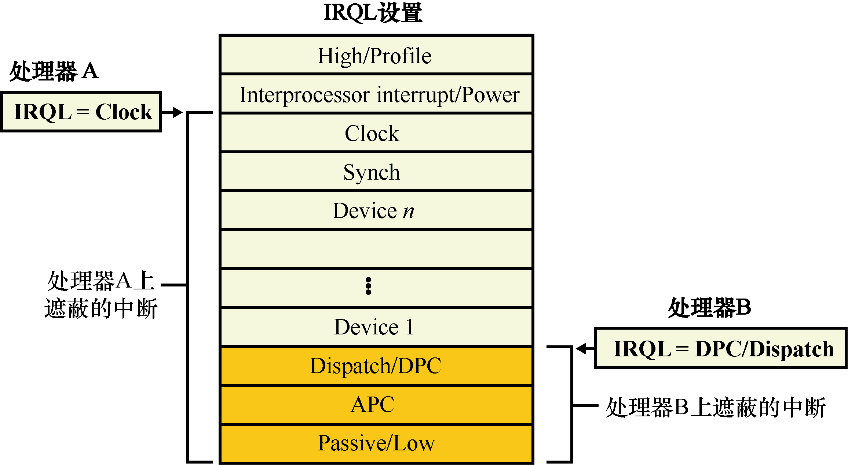 IRQL设置
High/Profile
处理器 A
IRQL = Clock
Interprocessor interrupt/Power
Clock
Synch
Device n
处理器A上
遮蔽的中断
处理器B
Device 1
IRQL = DPC/Dispatch
Dispatch/DPC
APC
处理器B上遮蔽的中断
Passive/Low